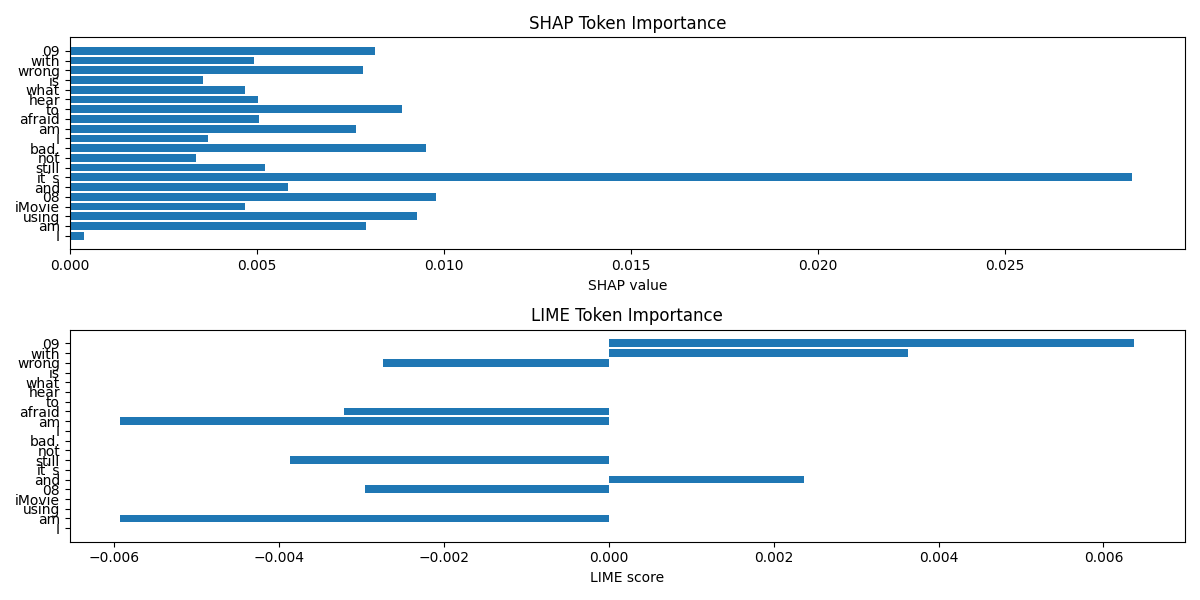 SHAP Token Importance
09
with
wrong
is
what
hear
to
afraid
am
I
bad,
not
still
it`s
and
08
iMovie
using
am
I
0.000 0.005 0.010 0.015 0.020 0.025
SHAP value
LIME Token Importance
09
with
wrong
is
what
hear
to
afraid
am
I
bad,
not
still
it`s
and
08
iMovie
using
am
I
−0.006 −0.004 −0.002 0.000 0.002 0.004 0.006
LIME score